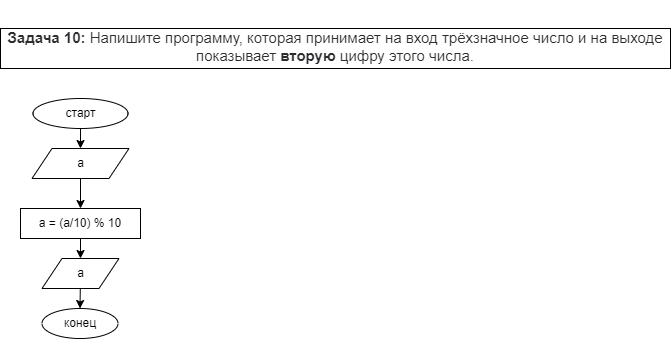 Задача 10: Напишите программу, которая принимает на вход трёхзначное число и на выходе
показывает вторую цифру этого числа.
старт
a
a = (a/10) % 10
a
конец